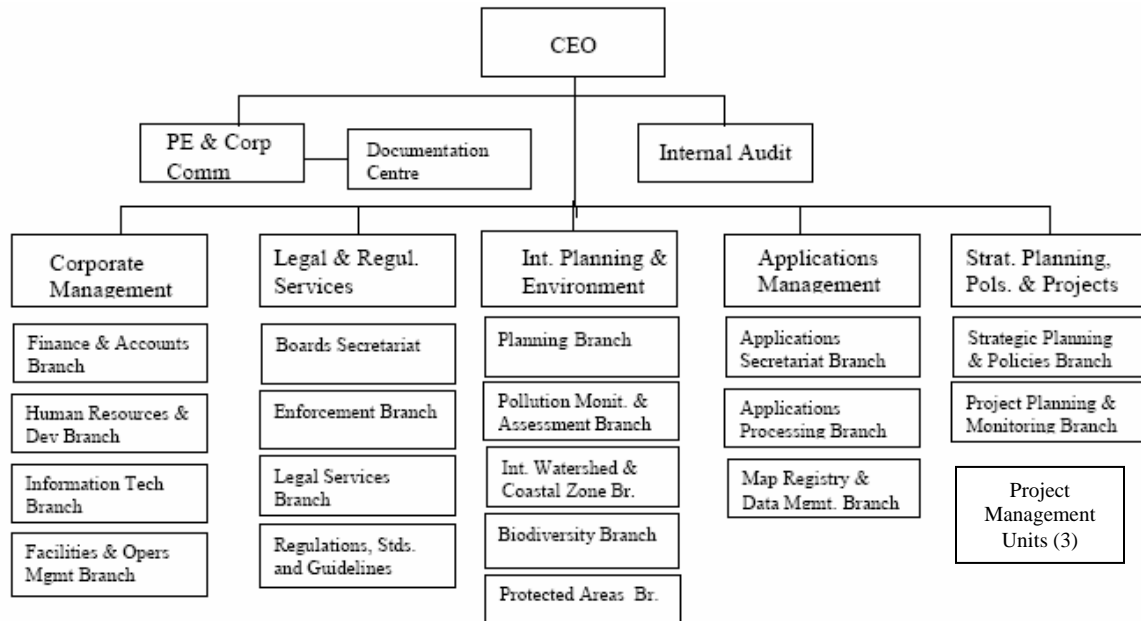 CEO
PE & Corp
Comm
Documentation
Centre
Internal Audit
Corporate
Management
Legal & Regul.
Services
Int. Planning &
Environment
Applications
Management
Strat. Planning,
Pols. & Projects
Finance & Accounts
Branch
Human Resources &
Dev Branch
Information Tech
Branch
Facilities & Opers
Mgmt Branch
Boards Secretariat
Enforcement Branch
Legal Services
Branch
Regulations, Stds.
and Guidelines
Planning Branch
Pollution Monit. &
Assessment Branch
Int. Watershed &
Coastal Zone Br.
Biodiversity Branch
Protected Areas Br.
Applications
Secretariat Branch
Applications
Processing Branch
Map Registry &
Data Mgmt. Branch
Strategic Planning
& Policies Branch
Project Planning &
Monitoring Branch
Project
Management
Units (3)